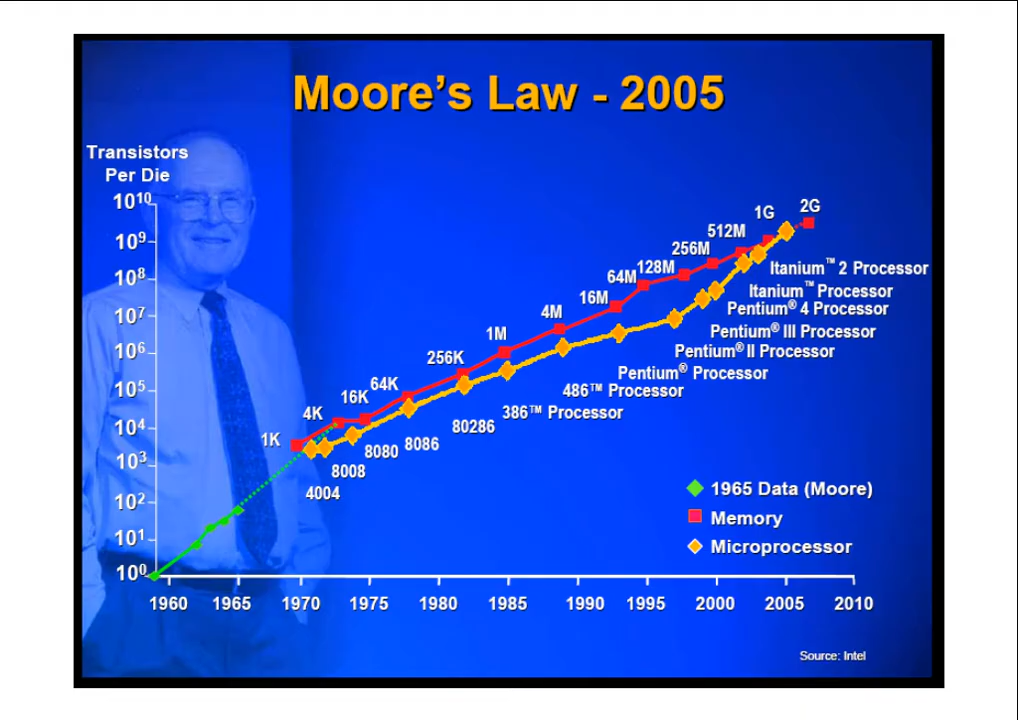 Moore's Law - 2005
Transistors
Per Die
10¹⁰
10⁹
10⁸
10⁷
10⁶
10⁵
10⁴
10³
10²
10¹
10⁰
1960
1965
1970
1975
1980
1985
1990
1995
2000
2005
2010
1K
4K
16K
64K
256K
1M
4M
16M
64M
128M
256M
512M
1G
2G
4004
8008
8080
8086
80286
386™ Processor
486™ Processor
Pentium® Processor
Pentium® II Processor
Pentium® III Processor
Pentium® 4 Processor
Itanium™ Processor
Itanium™ 2 Processor
1965 Data (Moore)
Memory
Microprocessor
Source: Intel